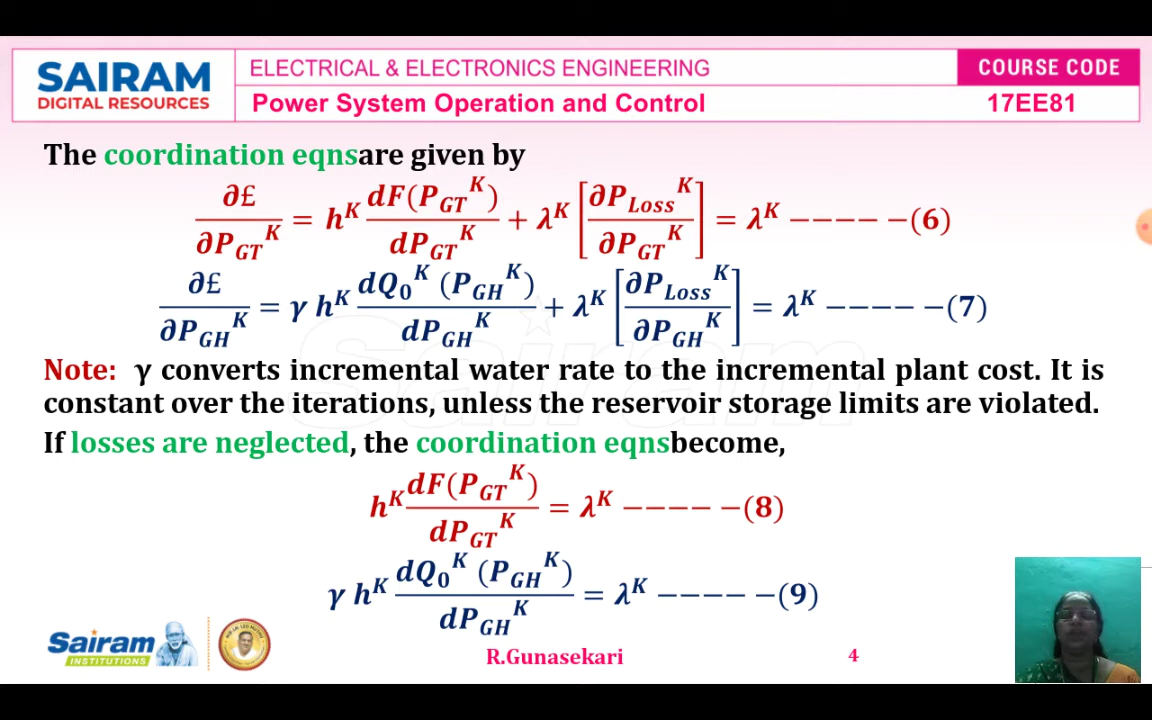 SAIRAM
DIGITAL RESOURCES
ELECTRICAL & ELECTRONICS ENGINEERING
Power System Operation and Control
COURSE CODE
17EE81
The coordination eqnsare given by
∂£/∂P_GT^K = h^K dF(P_GT^K)/dP_GT^K + λ^K [∂P_Loss^K/∂P_GT^K] = λ^K −−−−−(6)
∂£/∂P_GH^K = γ h^K dQ_0^K (P_GH^K)/dP_GH^K + λ^K [∂P_Loss^K/∂P_GH^K] = λ^K −−−−−(7)
Note: γ converts incremental water rate to the incremental plant cost. It is
constant over the iterations, unless the reservoir storage limits are violated.
If losses are neglected, the coordination eqnsbecome,
h^K dF(P_GT^K)/dP_GT^K = λ^K −−−−−(8)
γ h^K dQ_0^K (P_GH^K)/dP_GH^K = λ^K −−−−−(9)
Sairam
INSTITUTIONS
R.Gunasekari
4
Sairam